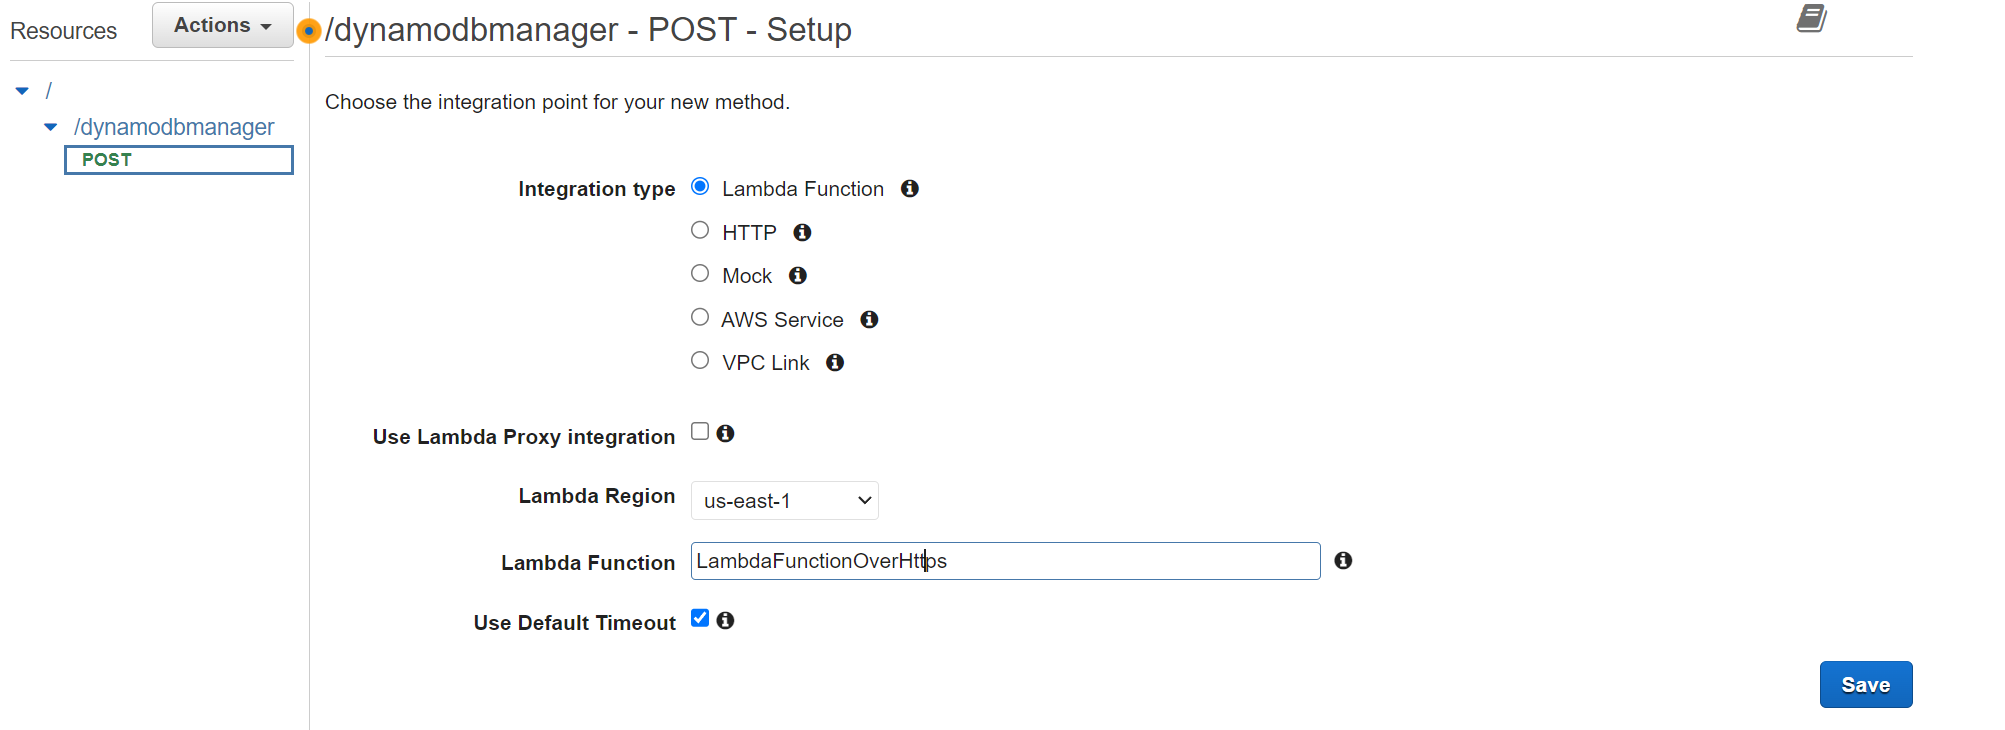 Resources
Actions
/
/dynamodbmanager
POST
/dynamodbmanager - POST - Setup
Choose the integration point for your new method.
Integration type
Lambda Function
HTTP
Mock
AWS Service
VPC Link
Use Lambda Proxy integration
Lambda Region
us-east-1
Lambda Function
LambdaFunctionOverHttps
Use Default Timeout
Save